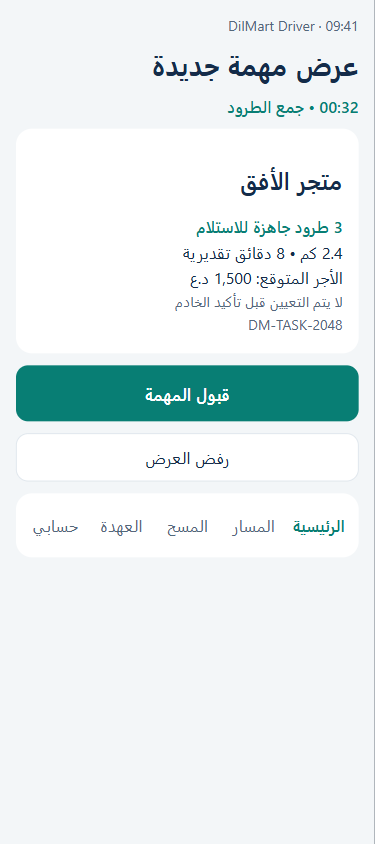 DilMart Driver · 09:41
عرض مهمة جديدة
00:32 • جمع الطرود
متجر الأفق
3 طرود جاهزة للاستلام
2.4 كم • 8 دقائق تقديرية
الأجر المتوقع: 1,500 د.ع
لا يتم التعيين قبل تأكيد الخادم
DM-TASK-2048
قبول المهمة
رفض العرض
الرئيسية المسار المسح العهدة حسابي